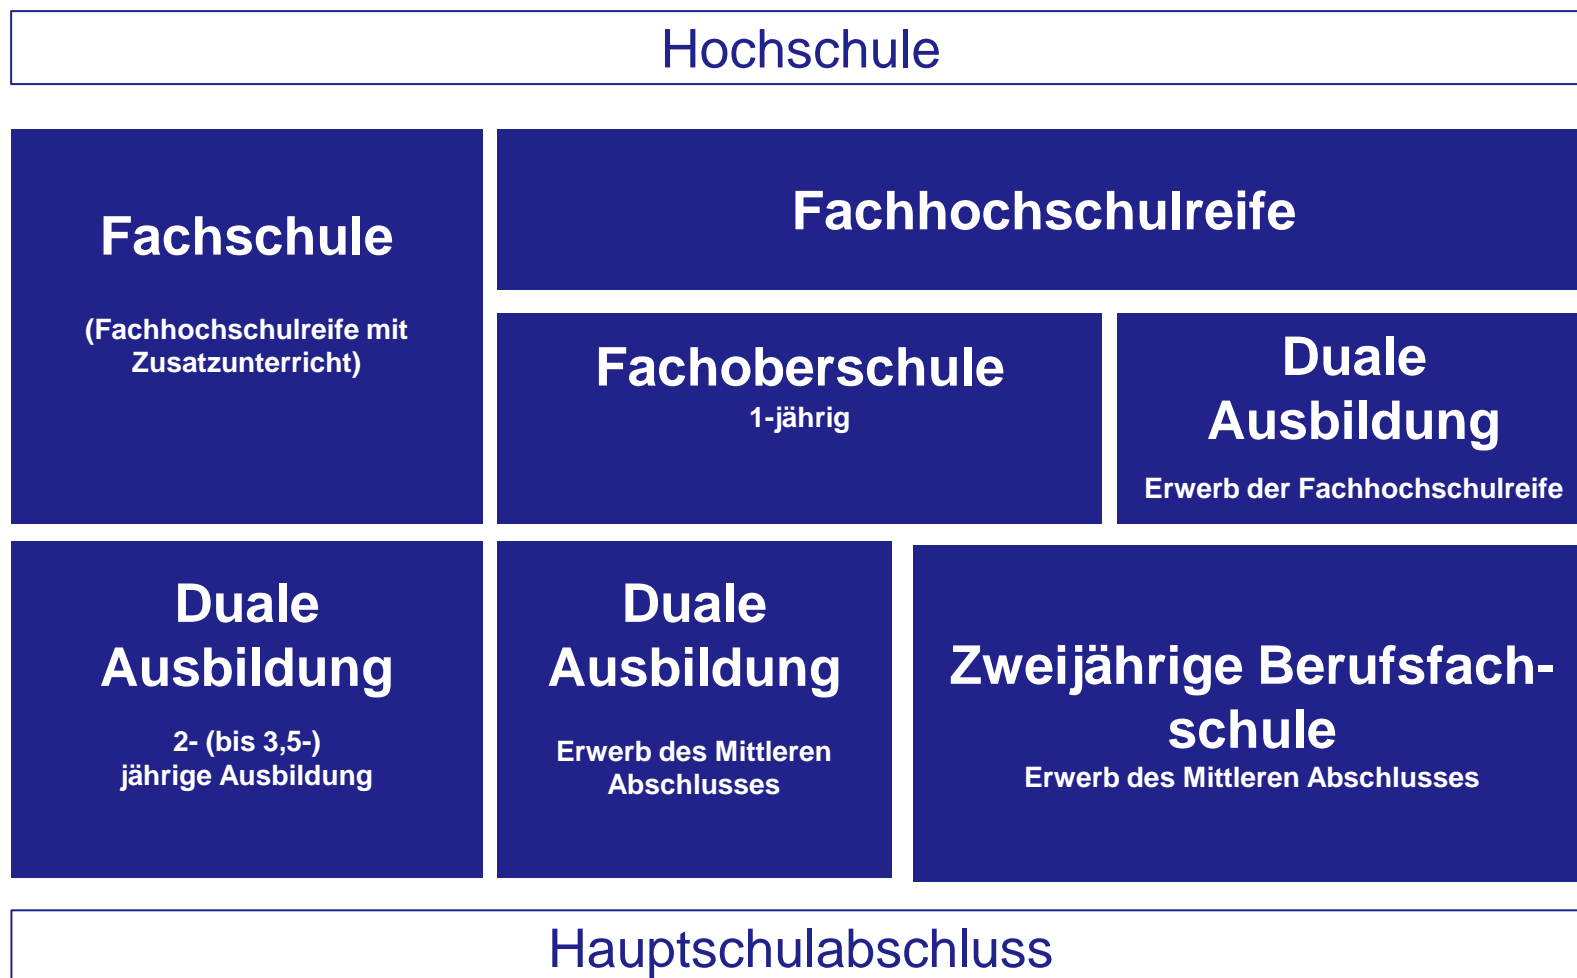 Hochschule
Fachschule
(Fachhochschulreife mit
Zusatzunterricht)
Fachhochschulreife
Fachoberschule
1-jährig
Duale
Ausbildung
Erwerb der Fachhochschulreife
Duale
Ausbildung
2- (bis 3,5-)
jährige Ausbildung
Duale
Ausbildung
Erwerb des Mittleren
Abschlusses
Zweijährige Berufsfach-
schule
Erwerb des Mittleren Abschlusses
Hauptschulabschluss